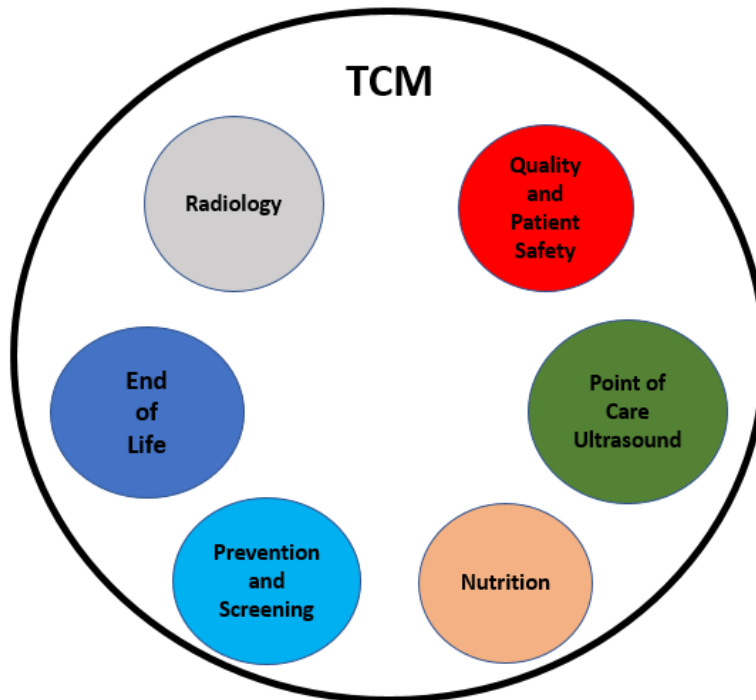 TCM
Radiology
Quality
and
Patient
Safety
End
of
Life
Point of
Care
Ultrasound
Prevention
and
Screening
Nutrition